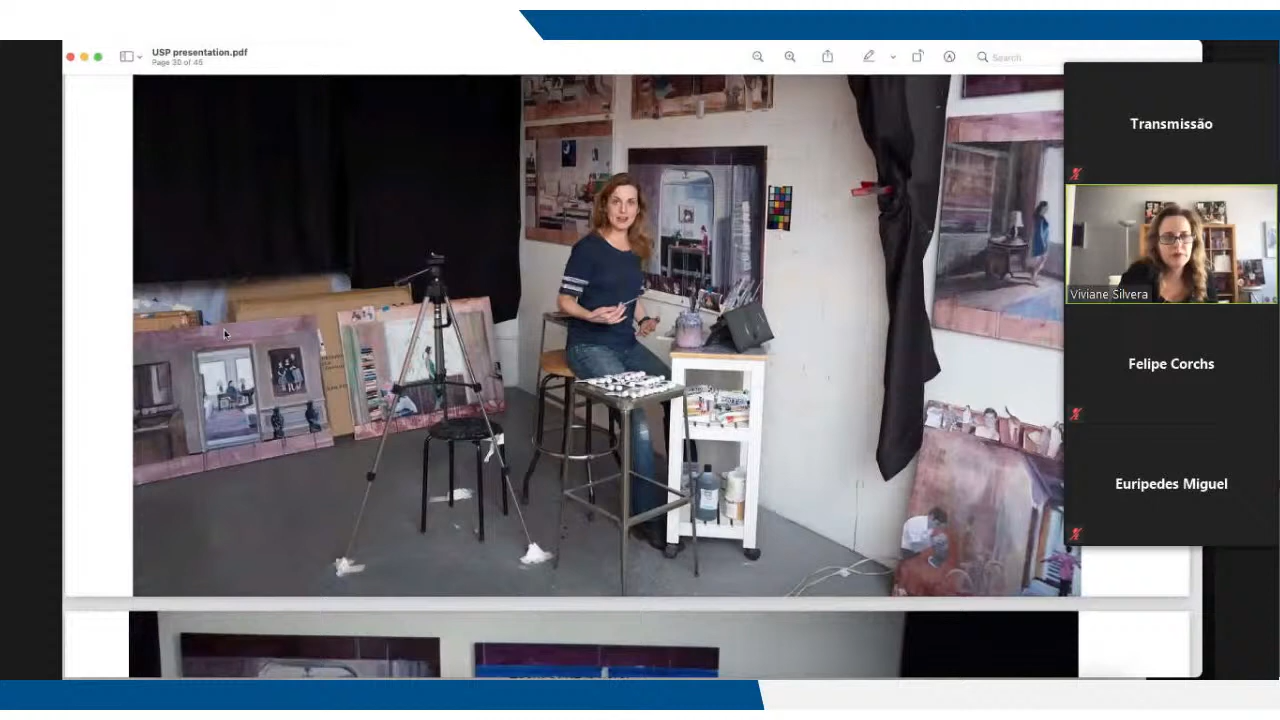 USP presentation.pdf
Page 30 of 45
Search
Transmissão
Viviane Silvera
Felipe Corchs
Euripedes Miguel